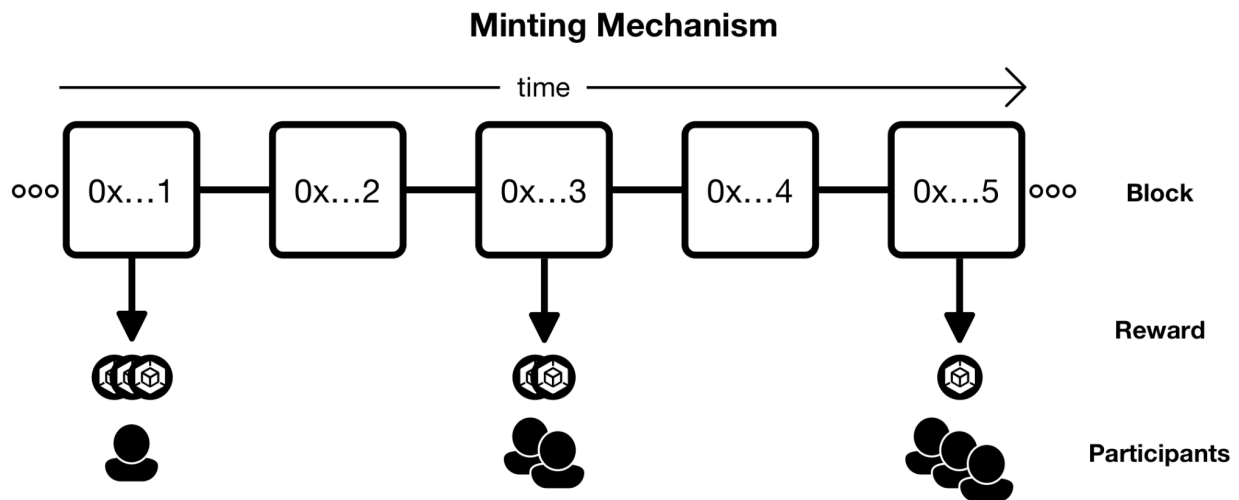 Minting Mechanism
time
0x...1
0x...2
0x...3
0x...4
0x...5
Block
Reward
Participants